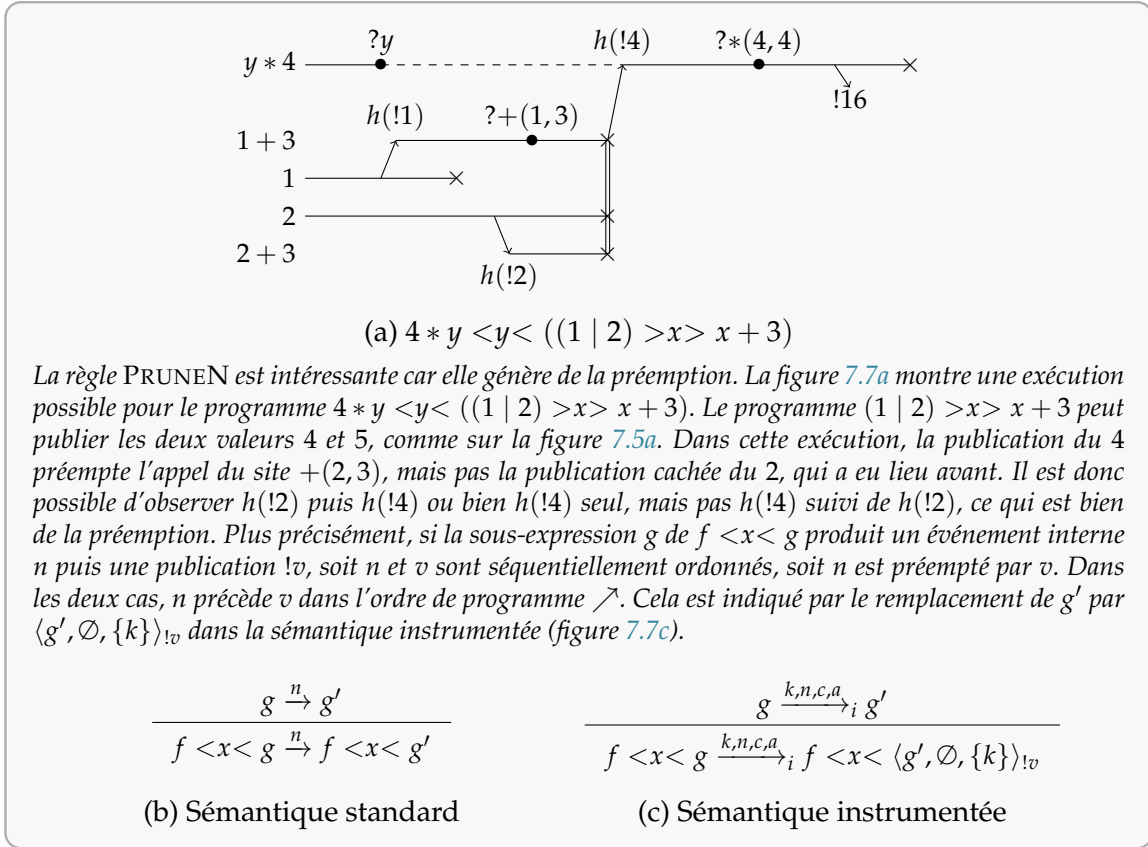 ?y h(!4) ?∗(4, 4)
y ∗ 4
!16
h(!1) ?+(1, 3)
1 + 3
1
2
2 + 3
h(!2)
(a) 4 ∗ y <y< ((1 | 2) >x> x + 3)
La règle PRUNEN est intéressante car elle génère de la préemption. La figure 7.7a montre une exécution
possible pour le programme 4 ∗ y <y< ((1 | 2) >x> x + 3). Le programme (1 | 2) >x> x + 3 peut
publier les deux valeurs 4 et 5, comme sur la figure 7.5a. Dans cette exécution, la publication du 4
préempte l'appel du site +(2, 3), mais pas la publication cachée du 2, qui a eu lieu avant. Il est donc
possible d'observer h(!2) puis h(!4) ou bien h(!4) seul, mais pas h(!4) suivi de h(!2), ce qui est bien
de la préemption. Plus précisément, si la sous-expression g de f <x< g produit un événement interne
n puis une publication !v, soit n et v sont séquentiellement ordonnés, soit n est préempté par v. Dans
les deux cas, n précède v dans l'ordre de programme ↗. Cela est indiqué par le remplacement de g′ par
⟨g′, ∅, {k}⟩!v dans la sémantique instrumentée (figure 7.7c).
g n→ g′
f <x< g n→ f <x< g′
(b) Sémantique standard
g k,n,c,a→i g′
f <x< g k,n,c,a→i f <x< ⟨g′, ∅, {k}⟩!v
(c) Sémantique instrumentée